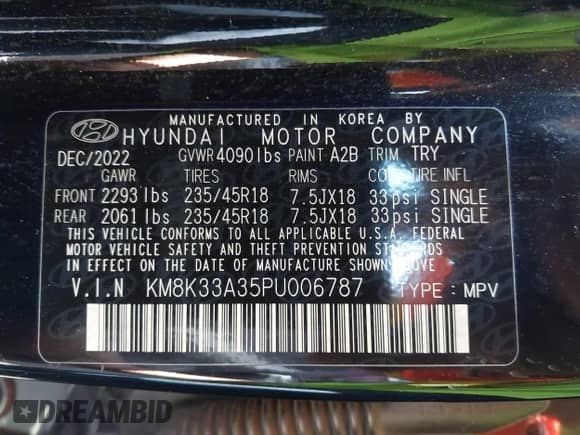 MANUFACTURED IN KOREA BY
HYUNDAI MOTOR COMPANY
DEC/2022 GVWR 4090lbs PAINT A2B TRIM TRY
GAWR TIRES RIMS COLD TIRE INFL
FRONT 2293 lbs 235/45R18 7.5JX18 33psi SINGLE
REAR 2061 lbs 235/45R18 7.5JX18 33psi SINGLE
THIS VEHICLE CONFORMS TO ALL APPLICABLE U.S.A. FEDERAL
MOTOR VEHICLE SAFETY AND THEFT PREVENTION STANDARDS
IN EFFECT ON THE DATE OF MANUFACTURE SHOWN ABOVE
V.I.N KM8K33A35PU006787 TYPE : MPV
DREAMBID